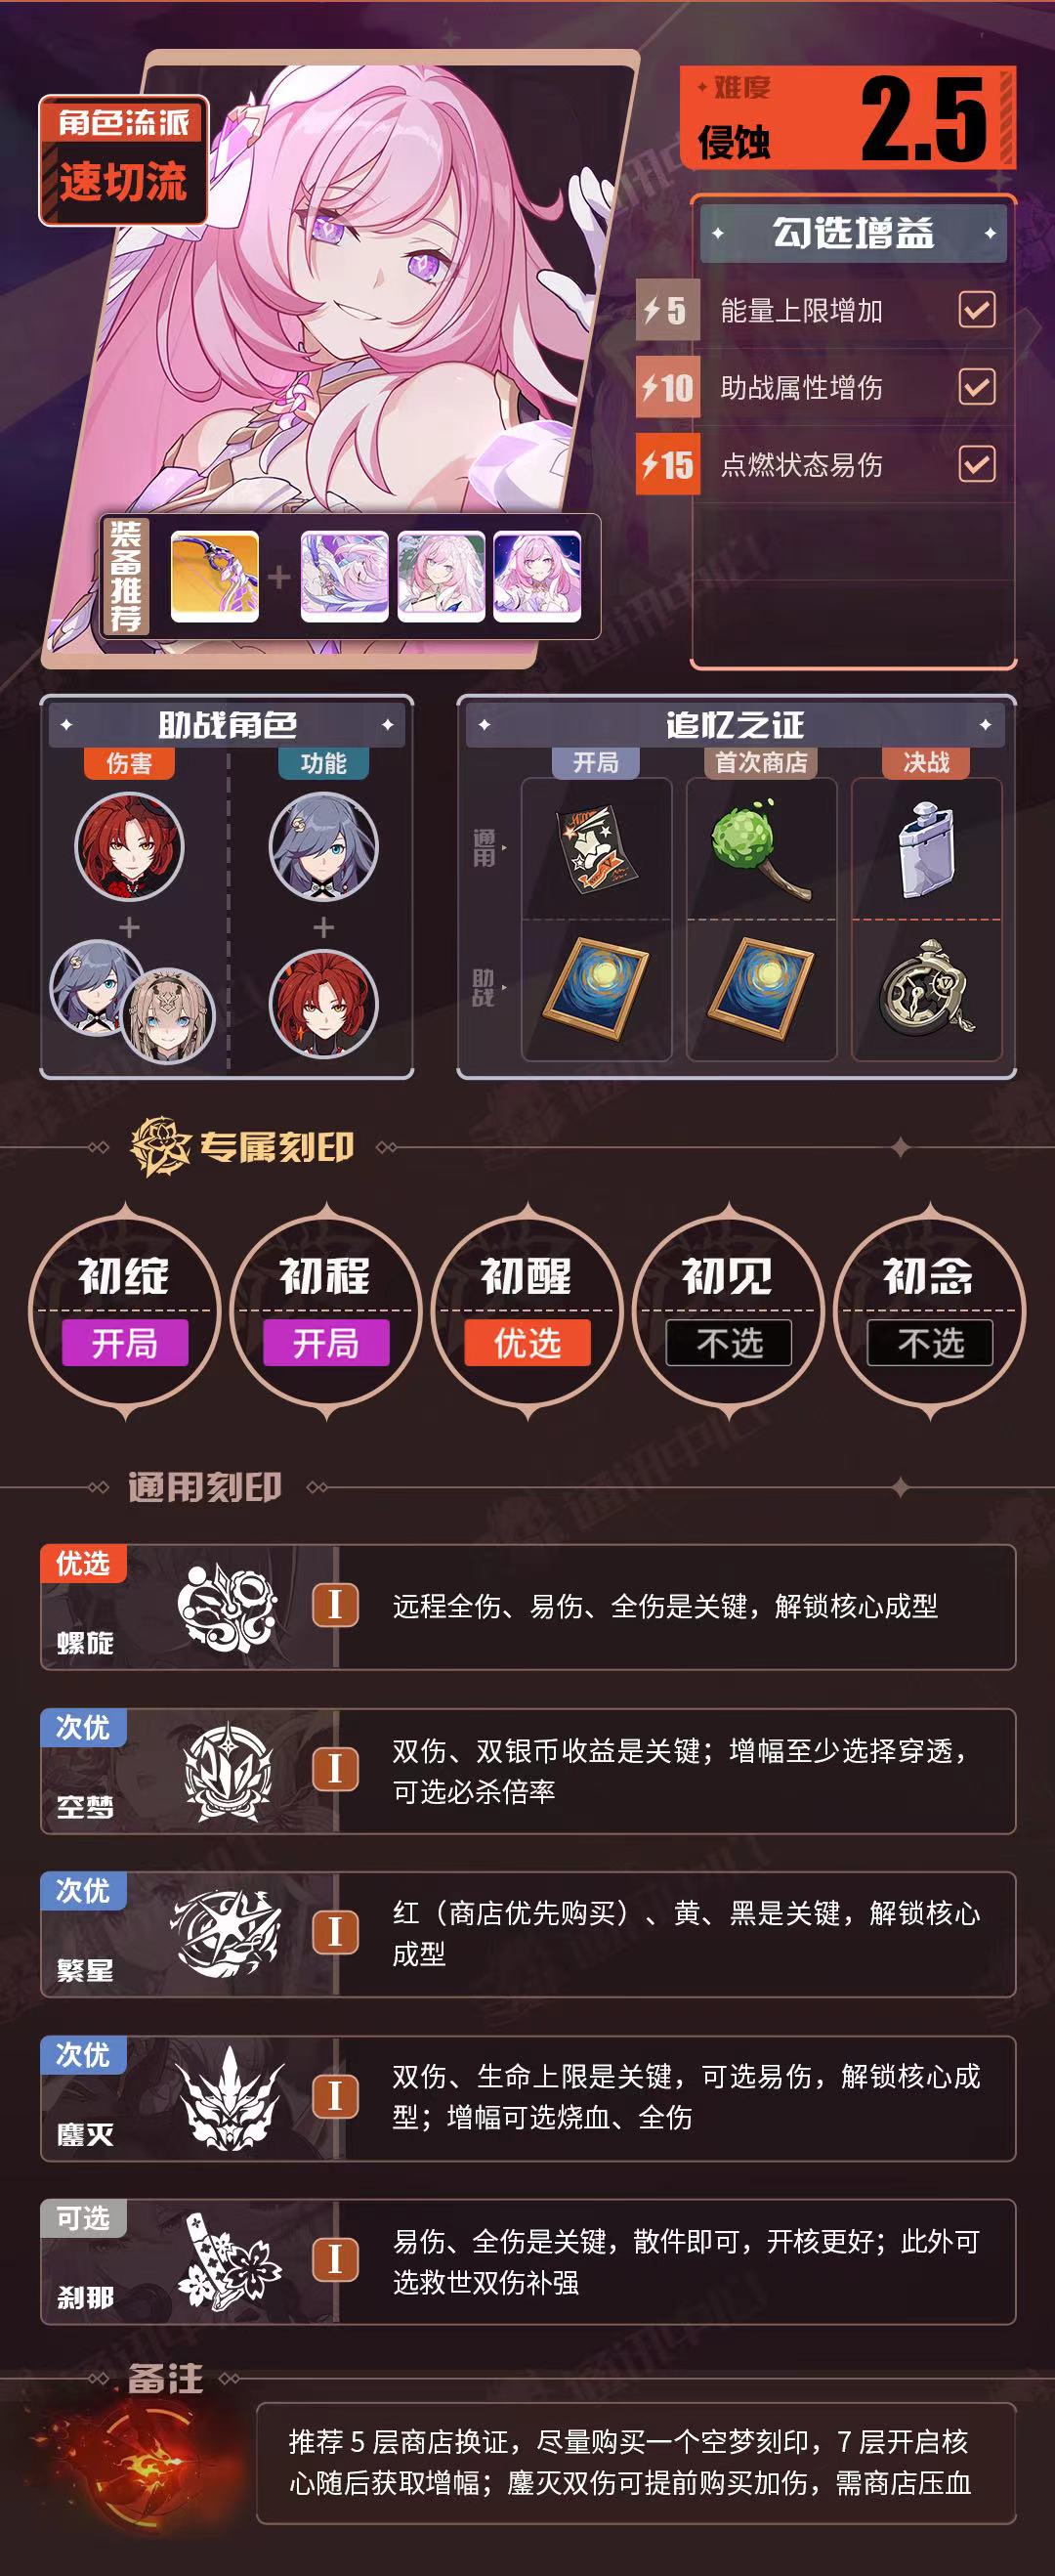 角色流派
速切流
难度
侵蚀
2.5
勾选增益
5 能量上限增加
10 助战属性增伤
15 点燃状态易伤
装备推荐
助战角色
伤害
功能
追忆之证
开局
首次商店
决战
通用
助战
专属刻印
初绽
开局
初程
开局
初醒
优选
初见
不选
初念
不选
通用刻印
优选
螺旋
I
远程全伤、易伤、全伤是关键，解锁核心成型
次优
空梦
I
双伤、双银币收益是关键；增幅至少选择穿透，
可选必杀倍率
次优
繁星
I
红（商店优先购买）、黄、黑是关键，解锁核心
成型
次优
鏖灭
I
双伤、生命上限是关键，可选易伤，解锁核心成
型；增幅可选烧血、全伤
可选
刹那
I
易伤、全伤是关键，散件即可，开核更好；此外可
选救世双伤补强
备注
推荐 5 层商店换证，尽量购买一个空梦刻印，7 层开启核
心随后获取增幅；鏖灭双伤可提前购买加伤，需商店压血